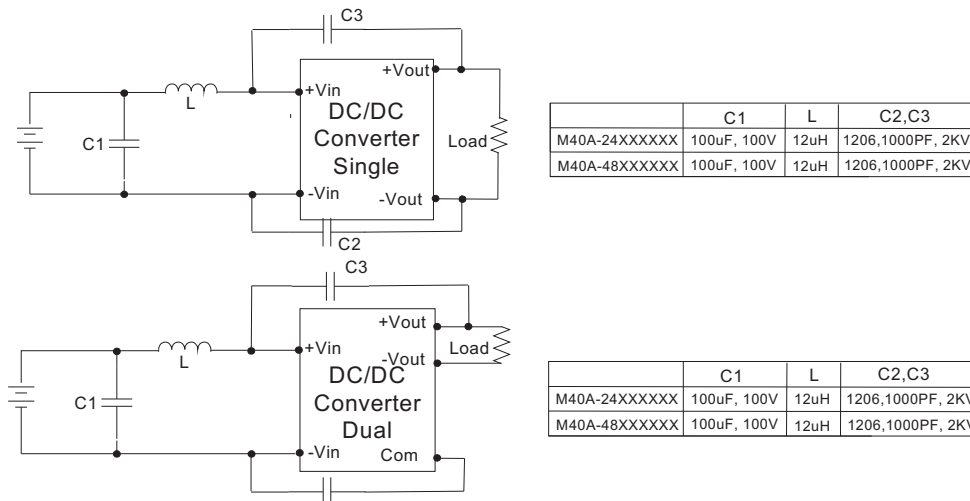 C3
+Vout
+Vin
L
DC/DC
Converter
Single
C1
Load
-Vin
-Vout
C2
C1 L C2,C3
M40A-24XXXXXX 100uF, 100V 12uH 1206,1000PF, 2KV
M40A-48XXXXXX 100uF, 100V 12uH 1206,1000PF, 2KV
C3
+Vout
+Vin
L
-Vout
Load
DC/DC
Converter
Dual
C1
-Vin
Com
C1 L C2,C3
M40A-24XXXXXX 100uF, 100V 12uH 1206,1000PF, 2KV
M40A-48XXXXXX 100uF, 100V 12uH 1206,1000PF, 2KV